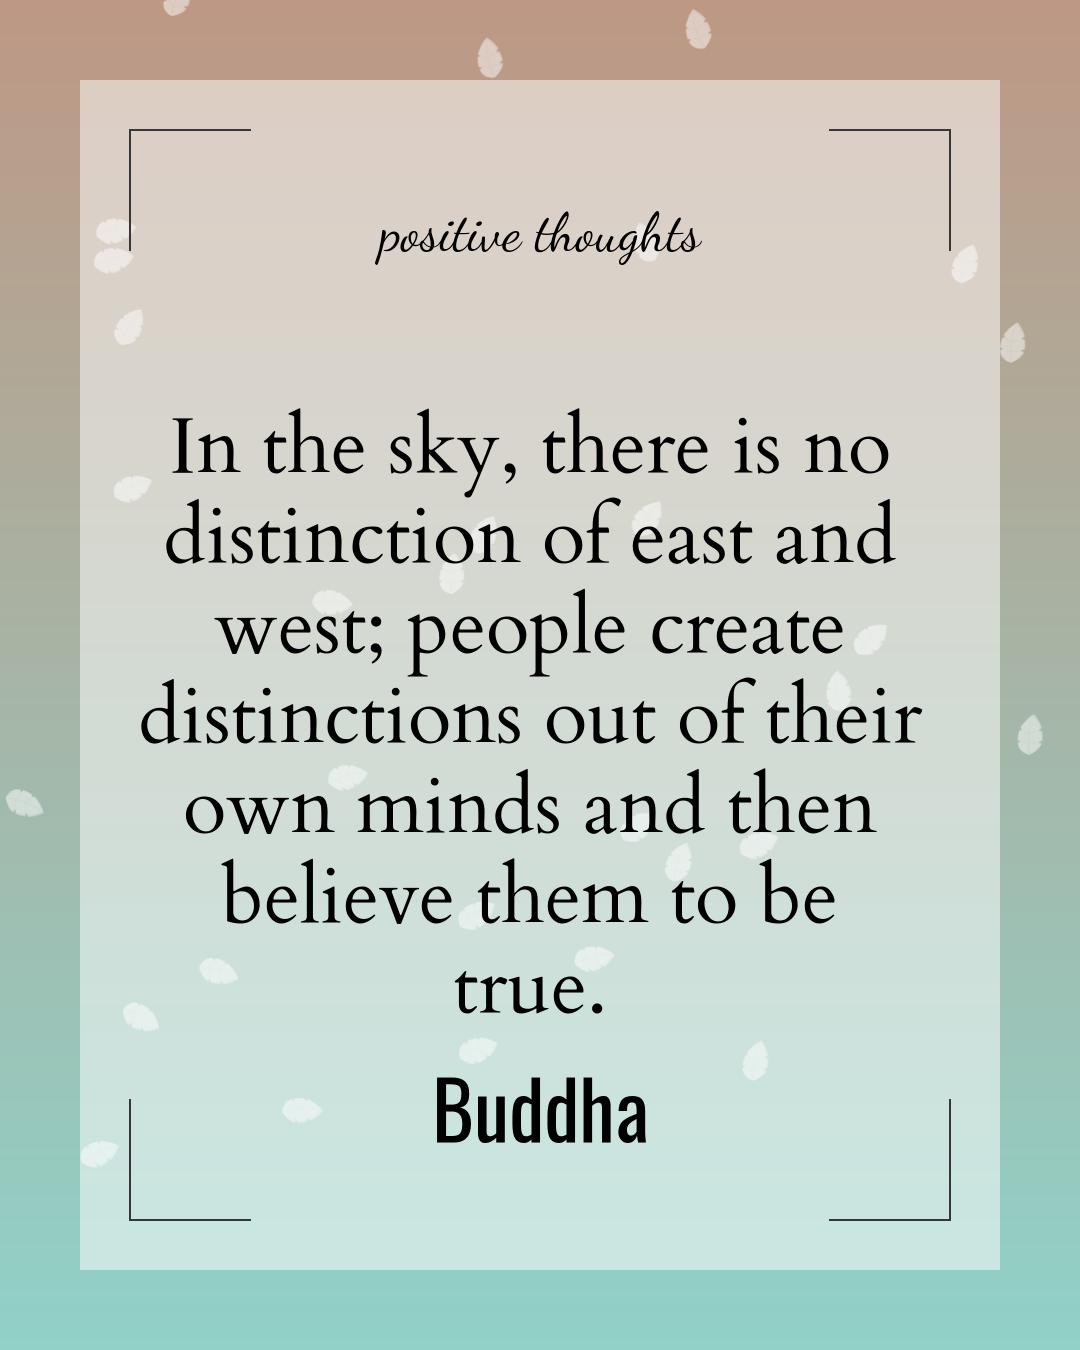 positive thoughts
In the sky, there is no
distinction of east and
west; people create
distinctions out of their
own minds and then
believe them to be
true.
Buddha